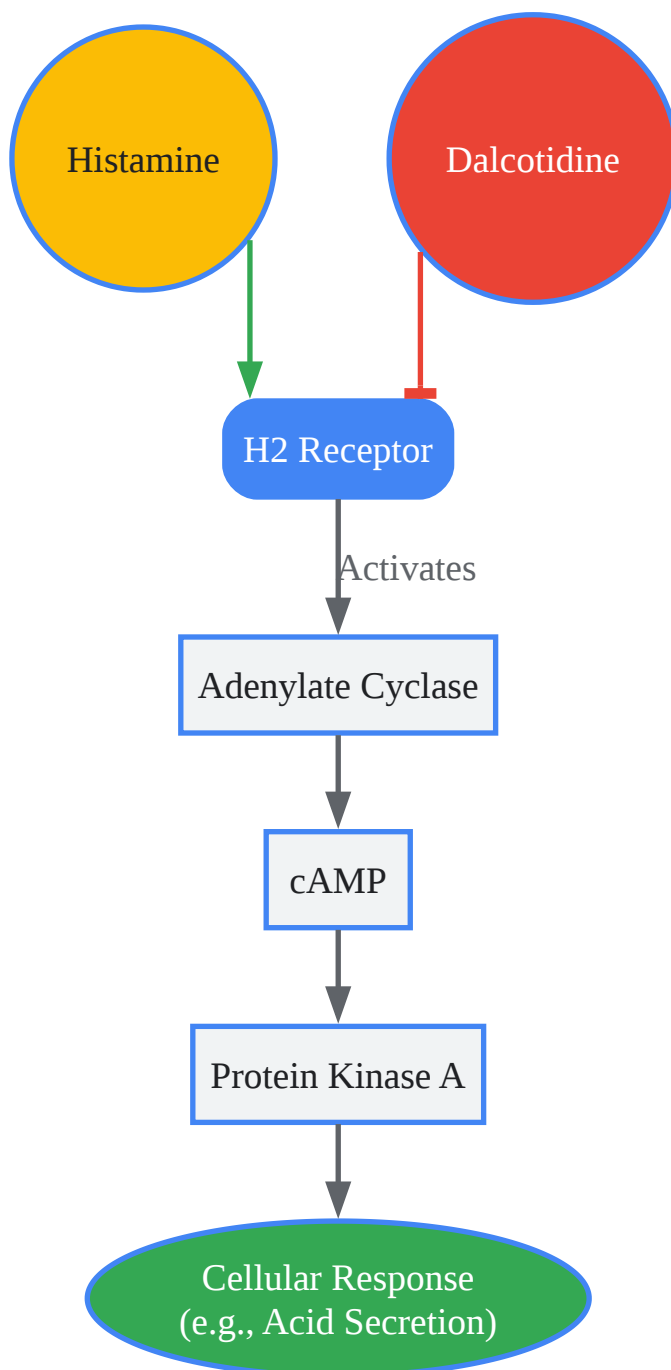 Histamine
Dalcotidine
H2 Receptor
Activates
Adenylate Cyclase
cAMP
Protein Kinase A
Cellular Response
(e.g., Acid Secretion)